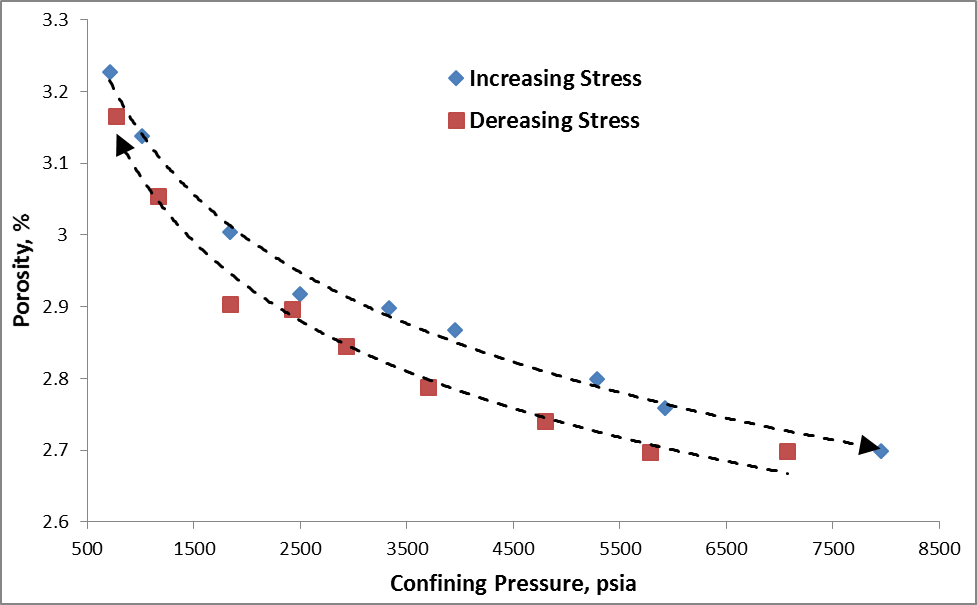 3.3
3.2
3.1
3
2.9
2.8
2.7
2.6
Porosity, %
Increasing Stress
Dereasing Stress
500 1500 2500 3500 4500 5500 6500 7500 8500
Confining Pressure, psia